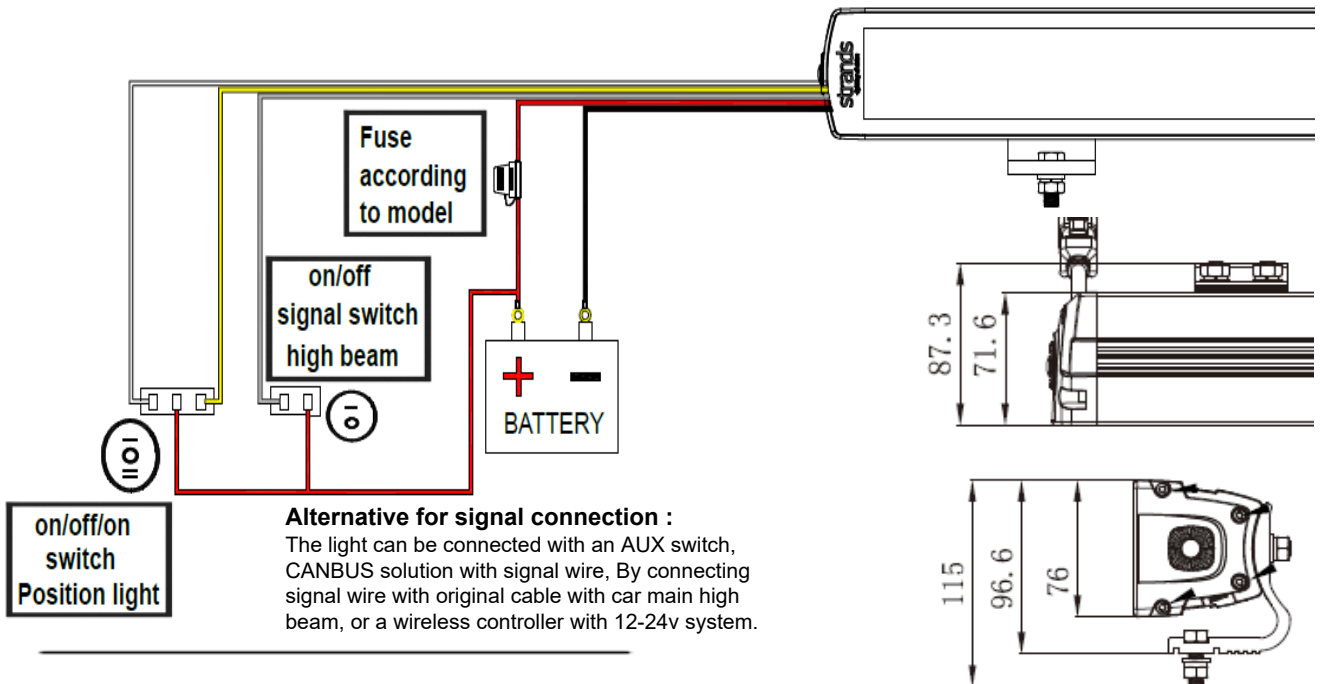 strands
Fuse
according
to model
on/off
signal switch
high beam
BATTERY
on/off/on
switch
Position light
Alternative for signal connection :
The light can be connected with an AUX switch,
CANBUS solution with signal wire, By connecting
signal wire with original cable with car main high
beam, or a wireless controller with 12-24v system.
87.3
71.6
115
96.6
76